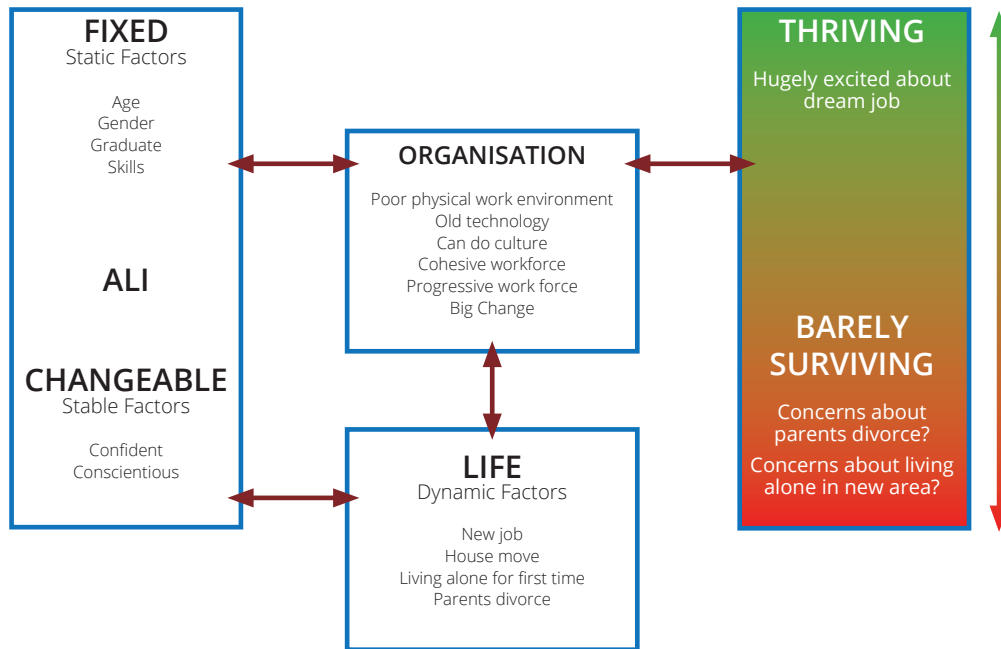 FIXED
Static Factors
Age
Gender
Graduate
Skills
ALI
CHANGEABLE
Stable Factors
Confident
Conscientious
ORGANISATION
Poor physical work environment
Old technology
Can do culture
Cohesive workforce
Progressive work force
Big Change
LIFE
Dynamic Factors
New job
House move
Living alone for first time
Parents divorce
THRIVING
Hugely excited about
dream job
BARELY
SURVIVING
Concerns about
parents divorce?
Concerns about living
alone in new area?